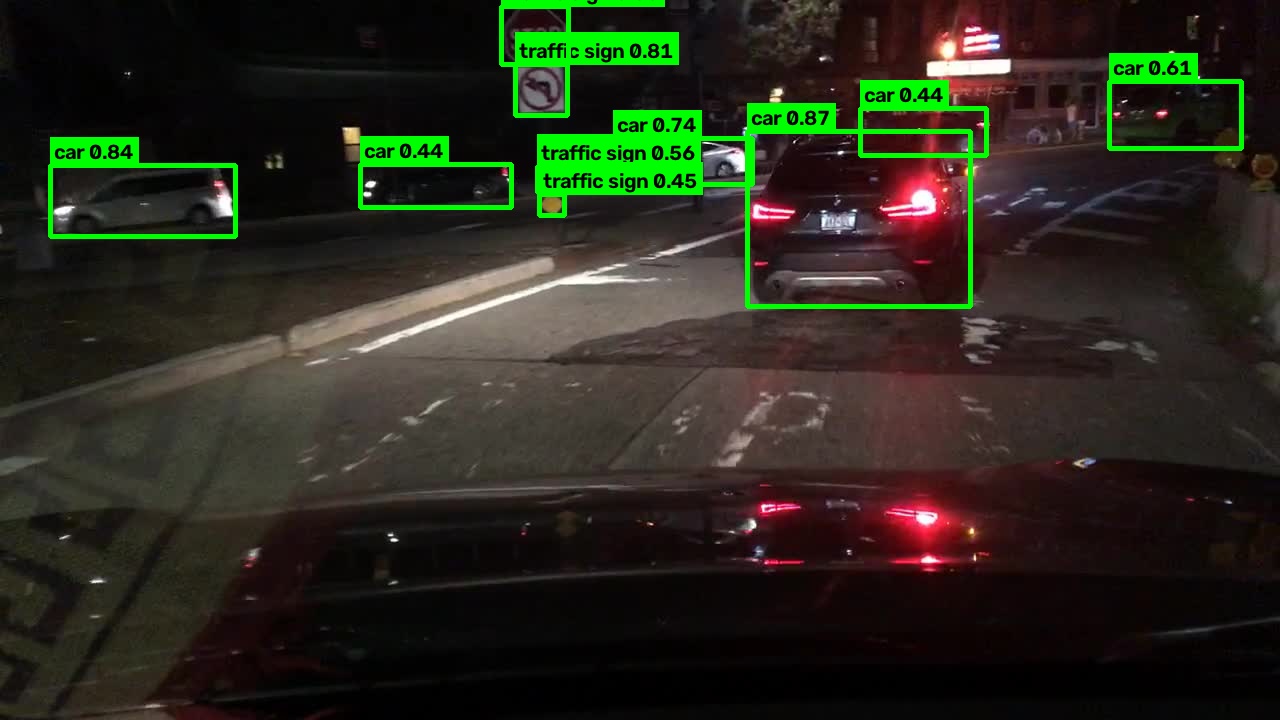 STOP
traffic sign 0.81
car 0.61
car 0.44
car 0.87
car 0.74
car 0.84
car 0.44
traffic sign 0.56
traffic sign 0.45